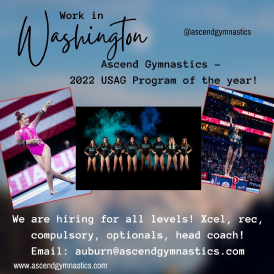 Work in
Washington
@ascendgymnastics
Ascend Gymnastics -
2022 USAG Program of the year!
We are hiring for all levels! Xcel, rec,
compulsory, optionals, head coach!
Email: auburn@ascendgymnastics.com
www.ascendgymnastics.com